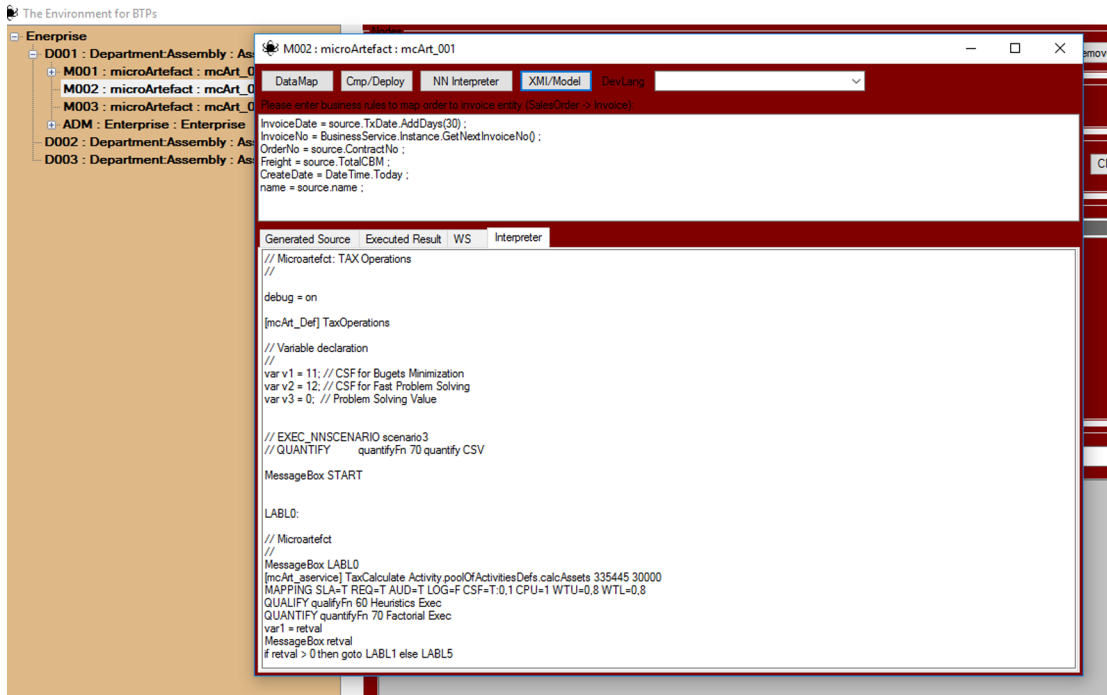 The Environment for BTPs
Enerprise
D001 : Department:Assembly : As
M001 : microArtefact : mcArt_0
M002 : microArtefact : mcArt_0
M003 : microArtefact : mcArt_0
ADM : Enterprise : Enterprise
D002 : Department:Assembly : As
D003 : Department:Assembly : As
M002 : microArtefact : mcArt_001
DataMap Cmp/Deploy NN Interpreter XMI/Model DevLang
Please enter business rules to map order to invoice entity (SalesOrder -> Invoice):
InvoiceDate = source.TxDate.AddDays(30) ;
InvoiceNo = BusinessService.Instance.GetNextInvoiceNo() ;
OrderNo = source.ContractNo ;
Freight = source.TotalCBM ;
CreateDate = DateTime.Today ;
name = source.name ;
Generated Source Executed Result WS Interpreter
// Microartefct: TAX Operations
//
debug = on
[mcArt_Def] TaxOperations
// Variable declaration
//
var v1 = 11; // CSF for Bugets Minimization
var v2 = 12; // CSF for Fast Problem Solving
var v3 = 0; // Problem Solving Value
// EXEC_NNSCENARIO scenario3
// QUANTIFY quantifyFn 70 quantify CSV
MessageBox START
LABL0:
// Microartefct
//
MessageBox LABL0
[mcArt_aservice] TaxCalculate Activity.poolOfActivitiesDefs.calcAssets 335445 30000
MAPPING SLA=T REQ=T AUD=T LOG=F CSF=T:0,1 CPU=1 WTU=0,8 WTL=0,8
QUALIFY qualifyFn 60 Heuristics Exec
QUANTIFY quantifyFn 70 Factorial Exec
var1 = retval
MessageBox retval
if retval > 0 then goto LABL1 else LABL5